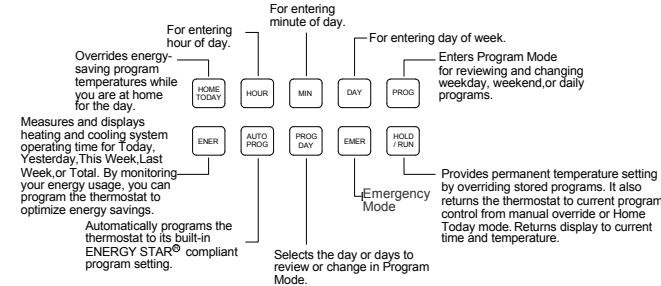 For entering
minute of day.
For entering
hour of day.
For entering day of week.
Overrides energy-
saving program
temperatures while
you are at home
for the day.
Enters Program Mode
for reviewing and changing
weekday, weekend,or daily
programs.
HOME
TODAY
HOUR
MIN
DAY
PROG
Measures and displays
heating and cooling system
operating time for Today,
Yesterday,This Week,Last
Week,or Total. By monitoring
your energy usage, you can
program the thermostat to
optimize energy savings.
ENER
AUTO
PROG
PROG
DAY
EMER
HOLD
/ RUN
Emergency
Mode
Provides permanent temperature setting
by overriding stored programs. It also
returns the thermostat to current program
control from manual override or Home
Today mode. Returns display to current
time and temperature.
Automatically programs the
thermostat to its built-in
ENERGY STAR® compliant
program setting.
Selects the day or days to
review or change in Program
Mode.